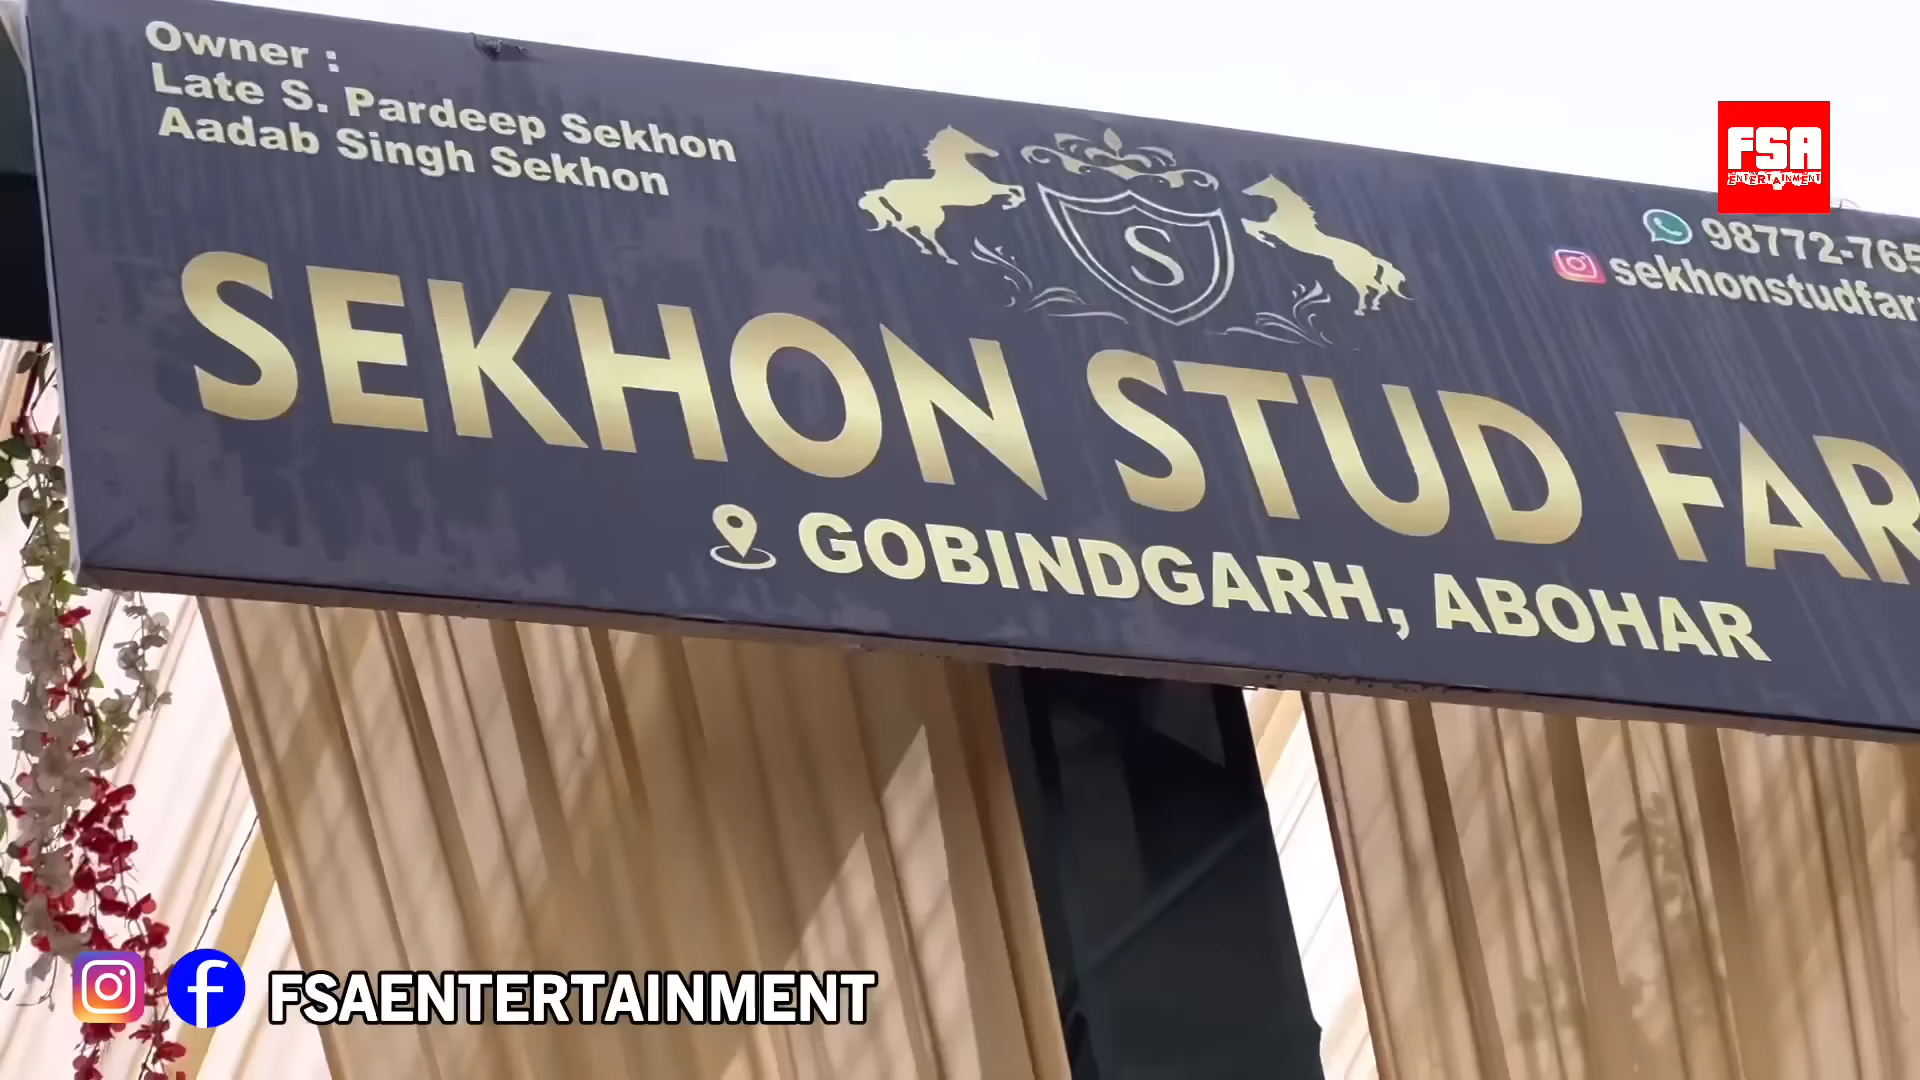 Owner :
Late S. Pardeep Sekhon
Aadab Singh Sekhon
S
FSA
ENTERTAINMENT
98772-765
sekhonstudfar
SEKHON STUD FAR
GOBINDGARH, ABOHAR
FSAENTERTAINMENT